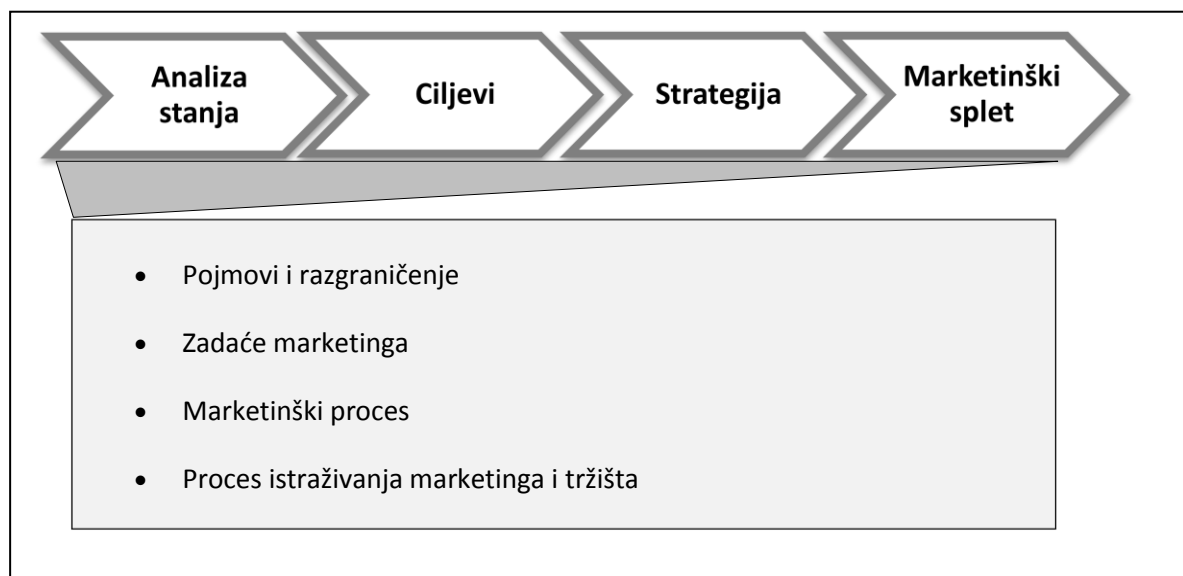 Analiza
stanja
Ciljevi
Strategija
Marketinški
splet
• Pojmovi i razgraničenje
• Zadaće marketinga
• Marketinški proces
• Proces istraživanja marketinga i tržišta